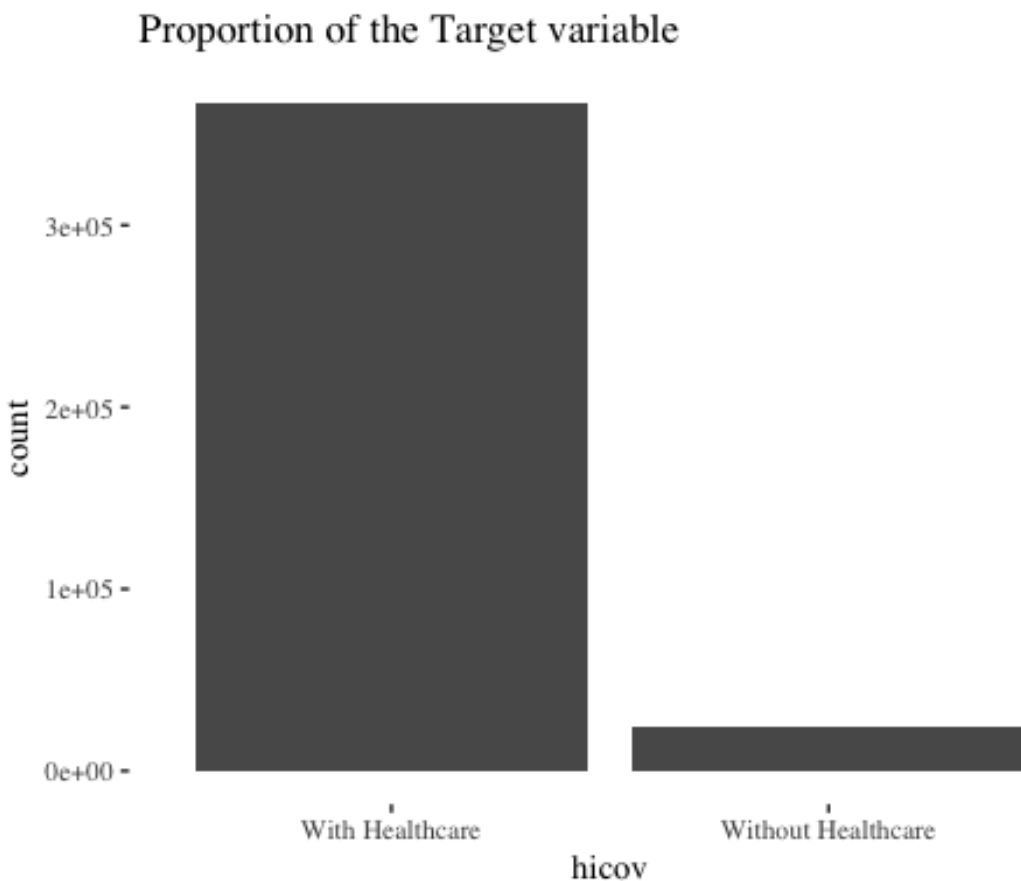 Proportion of the Target variable
3e+05
2e+05
1e+05
0e+00
count
With Healthcare
Without Healthcare
hicov